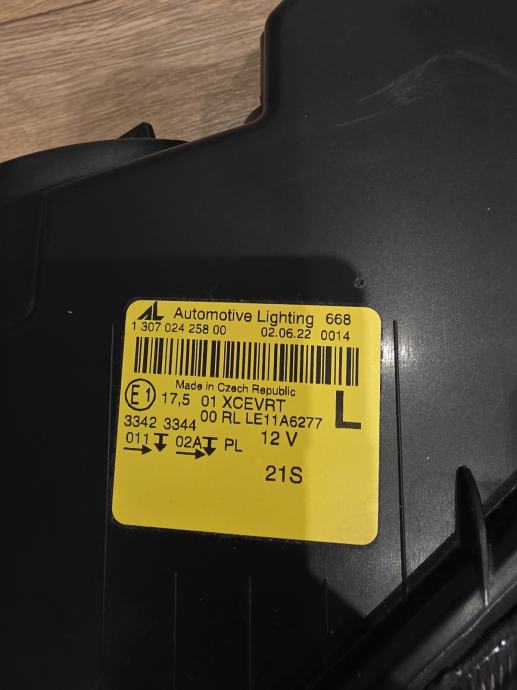 AL Automotive Lighting 668
1 307 024 258 00 02.06.22 0014
Made in Czech Republic
E1 17,5 01 XCEVRT
00 RL LE11A6277 L
3342 3344 12 V
011 02A PL
21S